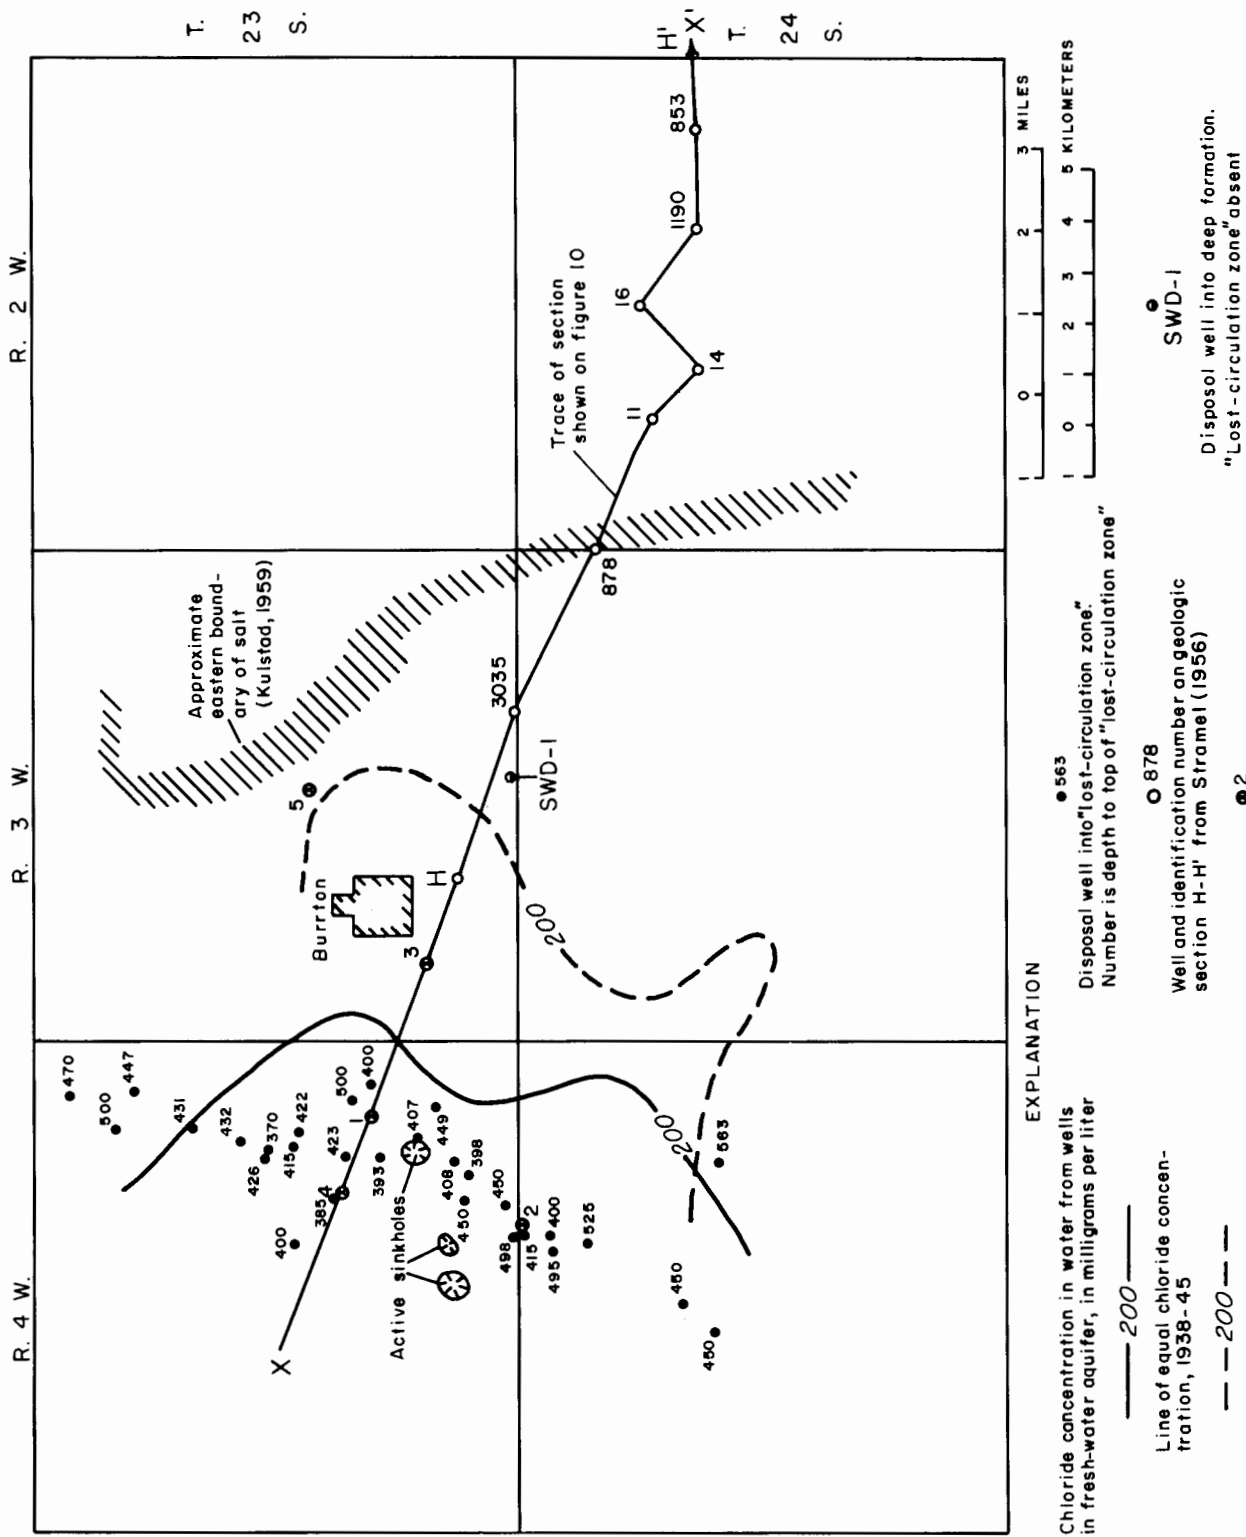 R. 4 W.
R. 3 W.
R. 2 W.
T. 23 S.
T. 24 S.
470
500
447
431
432
370
426
422
415
500
400
423
1
407
449
393
385
4
400
408
398
450
450
Active sinkholes
2
498
415
400
495
525
450
450
563
200
200
X
Burrton
3
H
5
SWD-1
3035
878
Approximate
eastern bound-
ary of salt
(Kulstad, 1959)
Trace of section
shown on figure 10
11
14
16
1190
853
H'
X'
EXPLANATION
1 0 1 2 3 MILES
1 0 1 2 3 4 5 KILOMETERS
Chloride concentration in water from wells
in fresh-water aquifer, in milligrams per liter
200
Line of equal chloride concen-
tration, 1938-45
200
563
Disposal well into "lost-circulation zone."
Number is depth to top of "lost-circulation zone"
878
Well and identification number on geologic
section H-H' from Stramel (1956)
2
SWD-1
Disposal well into deep formation.
"Lost-circulation zone" absent